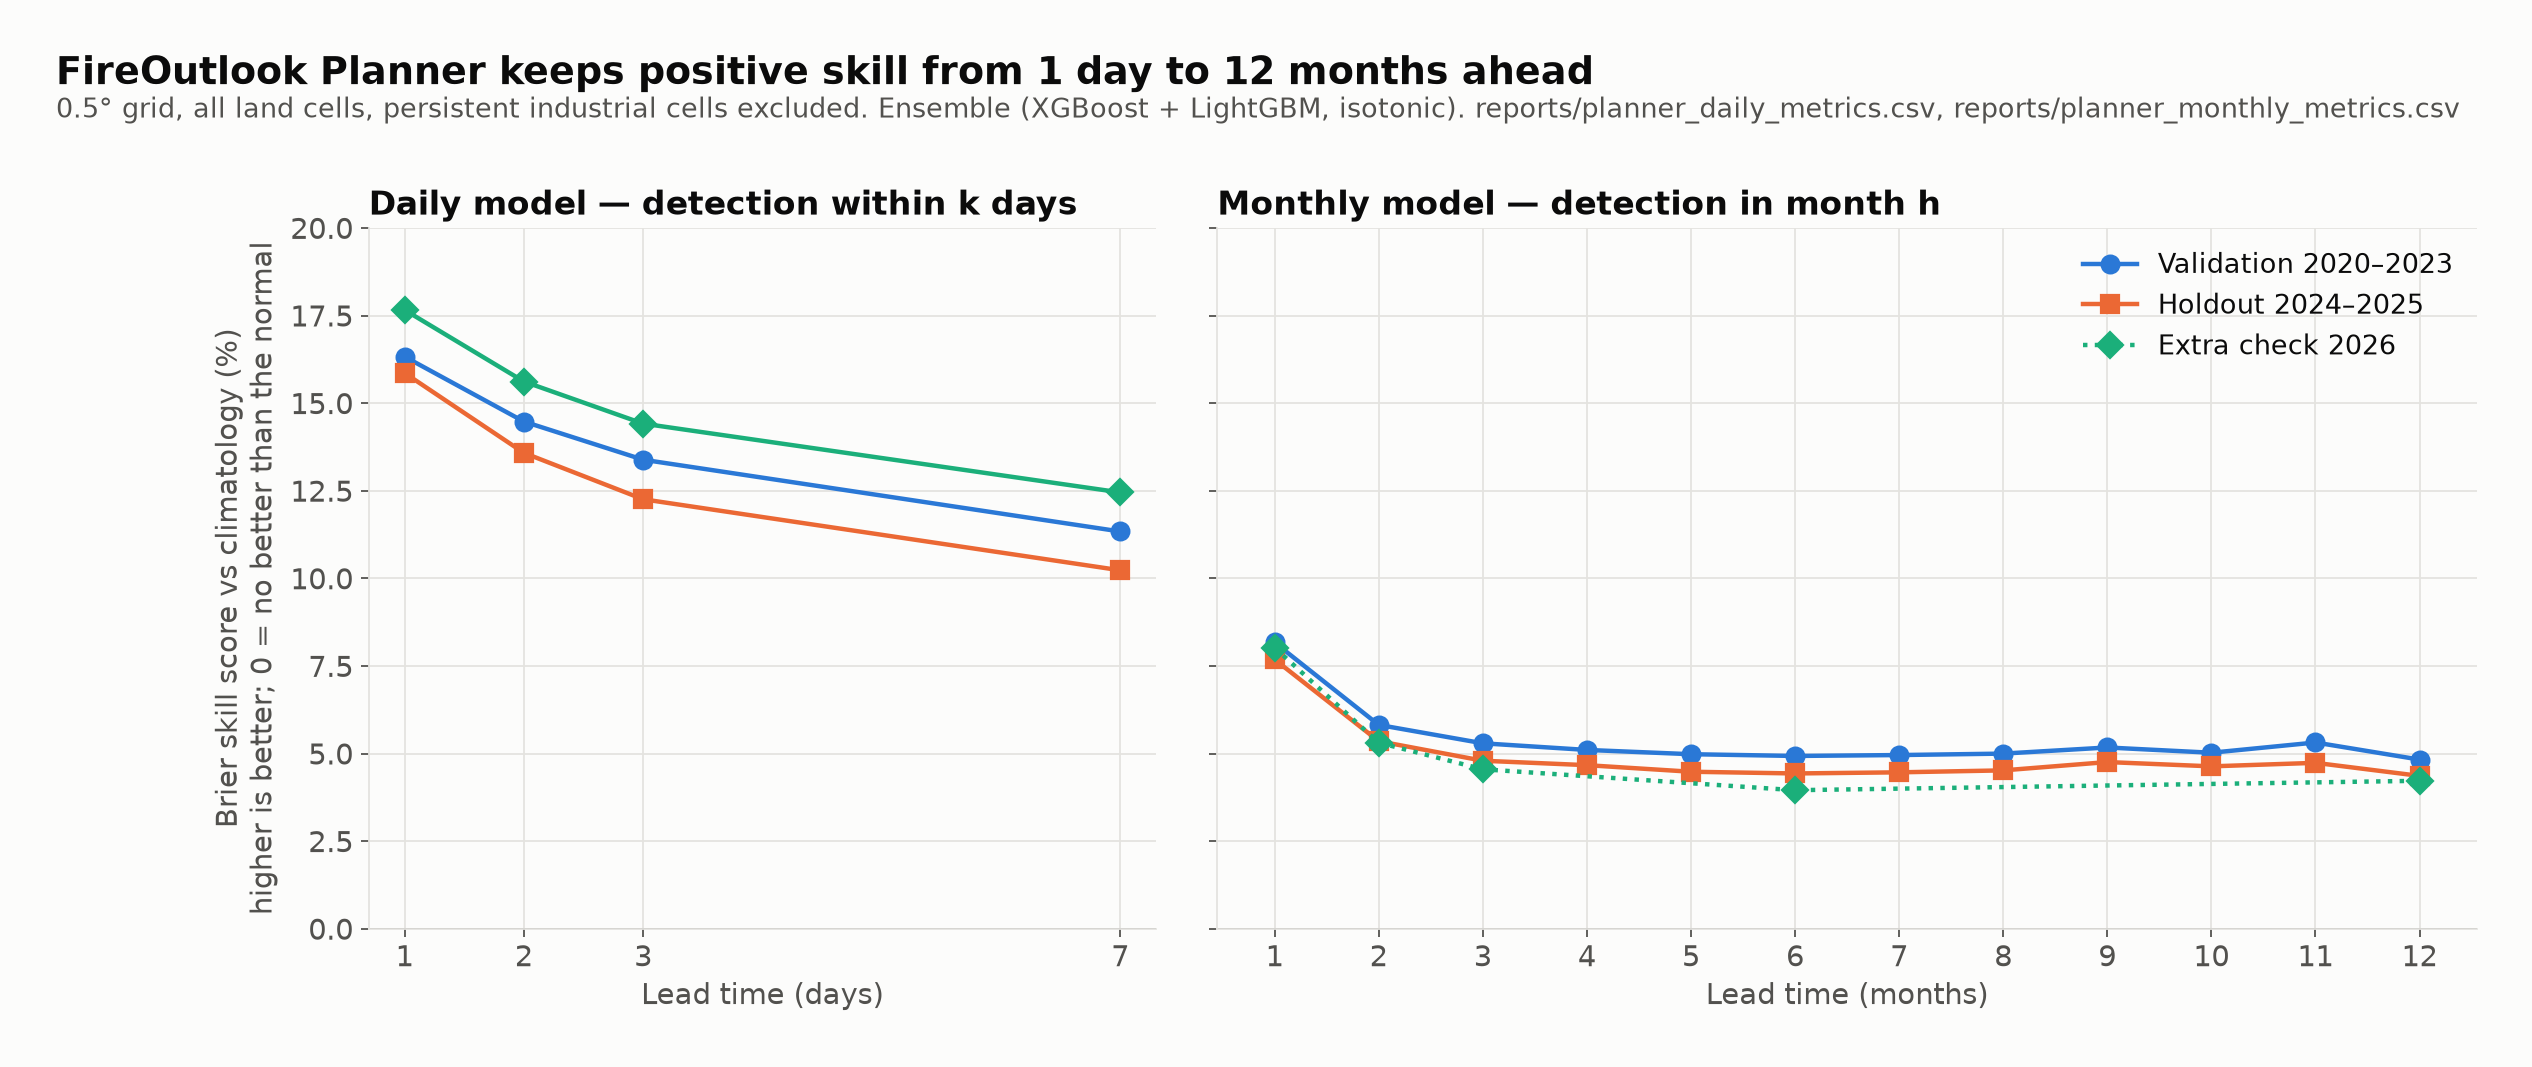 FireOutlook Planner keeps positive skill from 1 day to 12 months ahead
0.5° grid, all land cells, persistent industrial cells excluded. Ensemble (XGBoost + LightGBM, isotonic). reports/planner_daily_metrics.csv, reports/planner_monthly_metrics.csv
Daily model — detection within k days
Brier skill score vs climatology (%)
higher is better; 0 = no better than the normal
20.0
17.5
15.0
12.5
10.0
7.5
5.0
2.5
0.0
1 2 3 7
Lead time (days)
Monthly model — detection in month h
Validation 2020–2023
Holdout 2024–2025
Extra check 2026
1 2 3 4 5 6 7 8 9 10 11 12
Lead time (months)